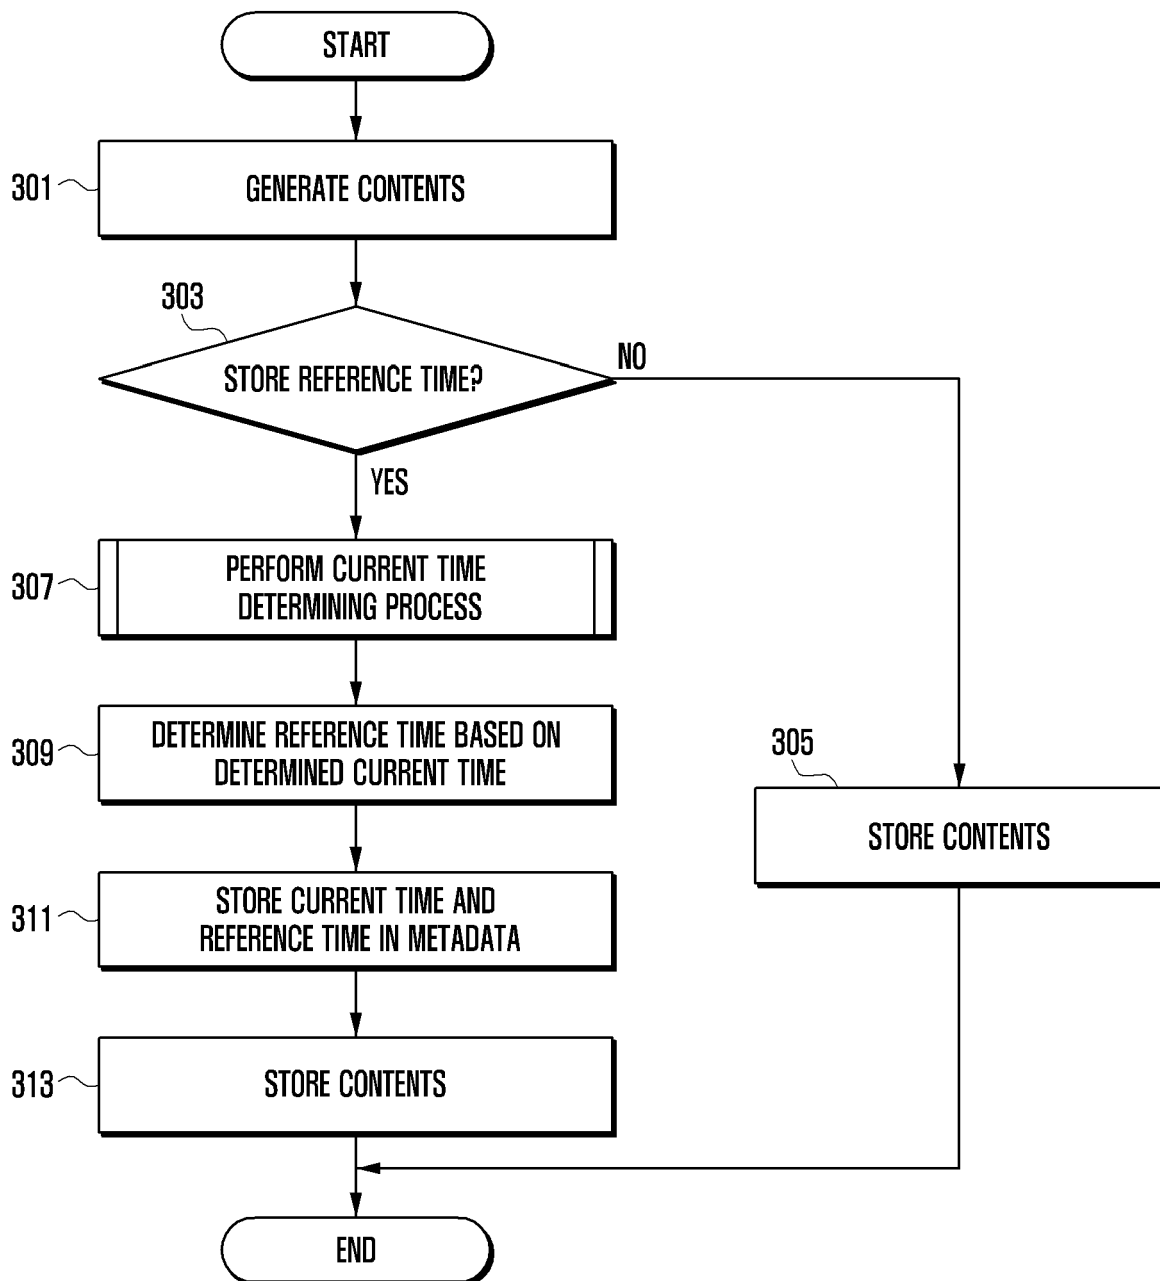 START
301
GENERATE CONTENTS
303
STORE REFERENCE TIME?
NO
YES
307
PERFORM CURRENT TIME
DETERMINING PROCESS
309
DETERMINE REFERENCE TIME BASED ON
DETERMINED CURRENT TIME
305
STORE CONTENTS
311
STORE CURRENT TIME AND
REFERENCE TIME IN METADATA
313
STORE CONTENTS
END